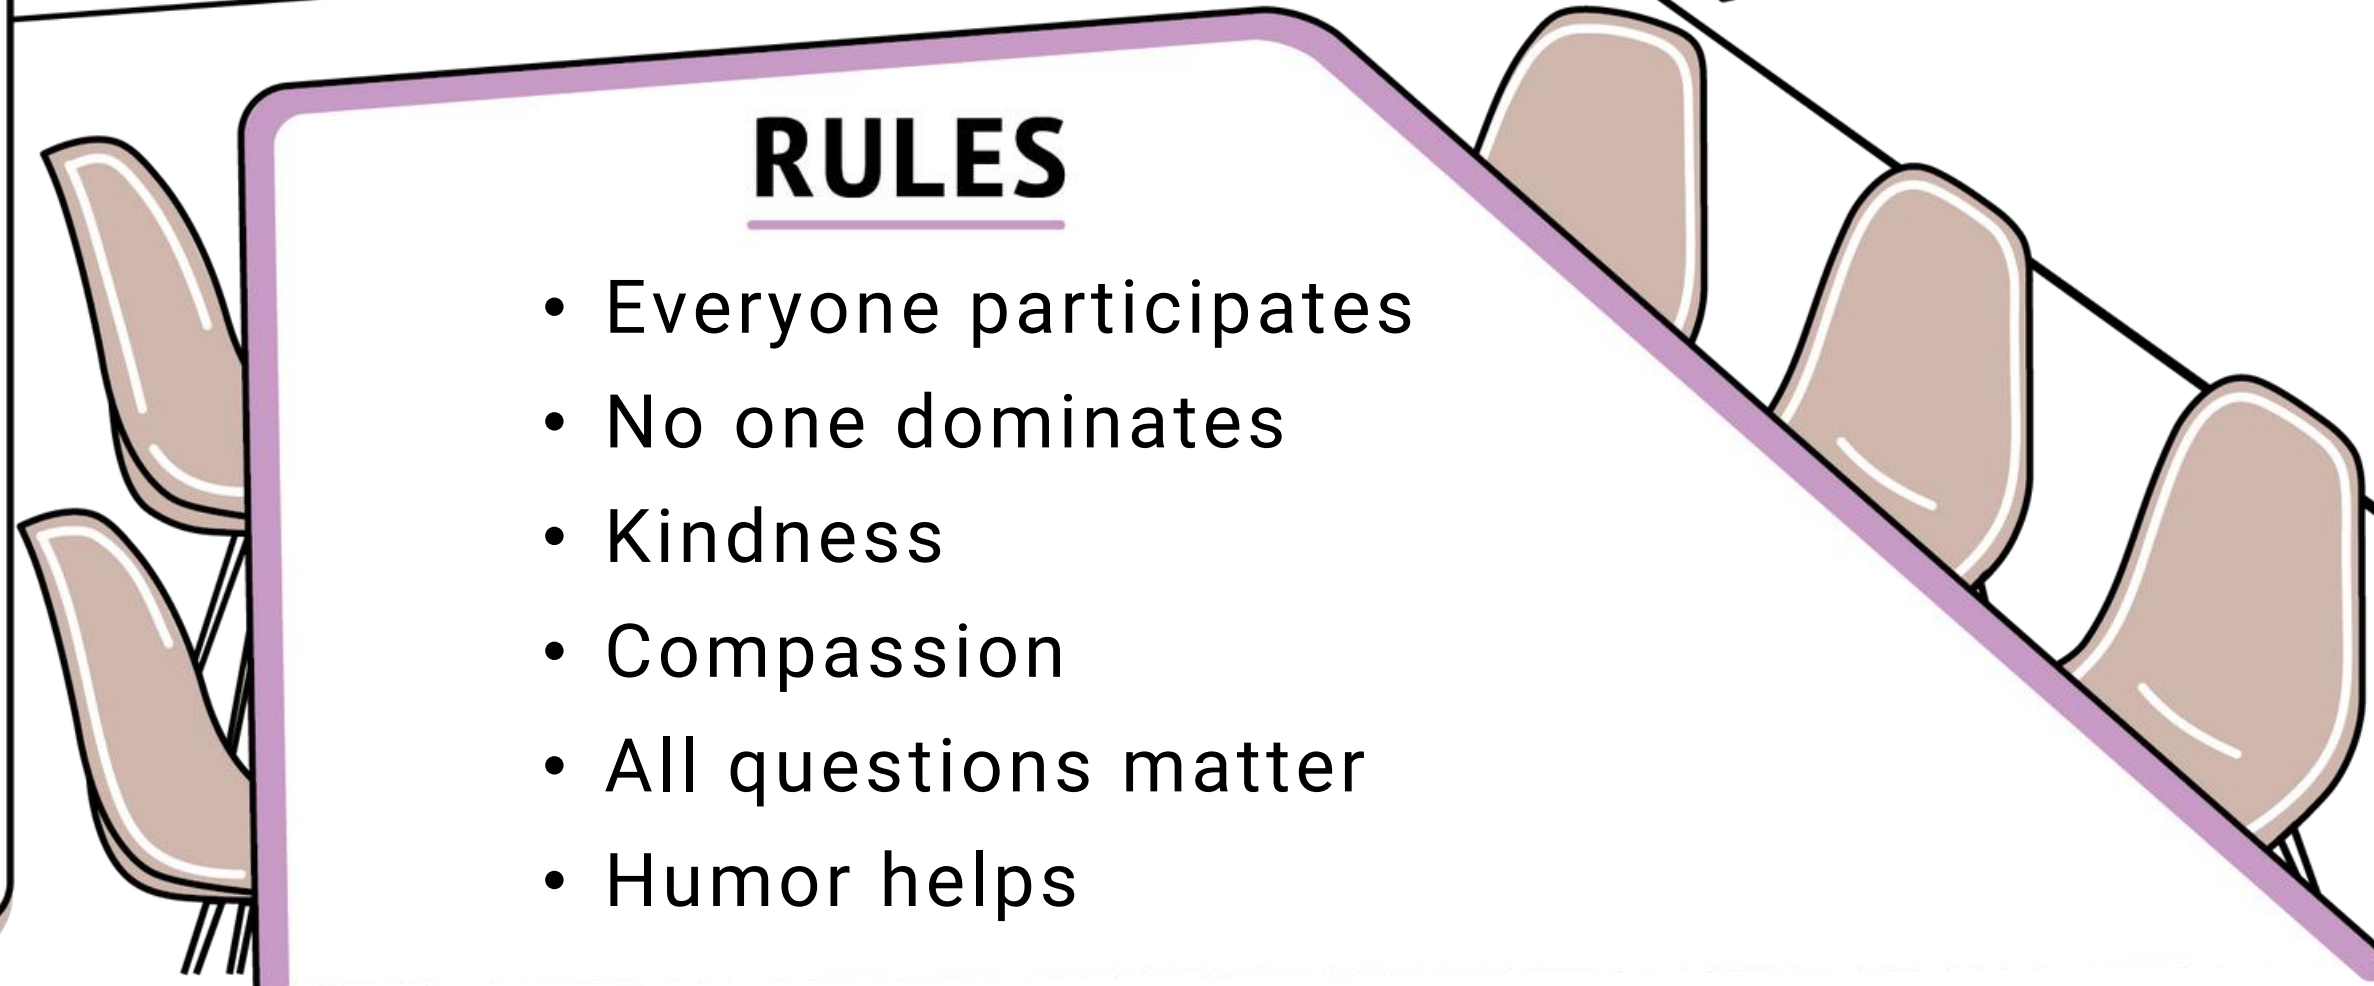 RULES
• Everyone participates
• No one dominates
• Kindness
• Compassion
• All questions matter
• Humor helps